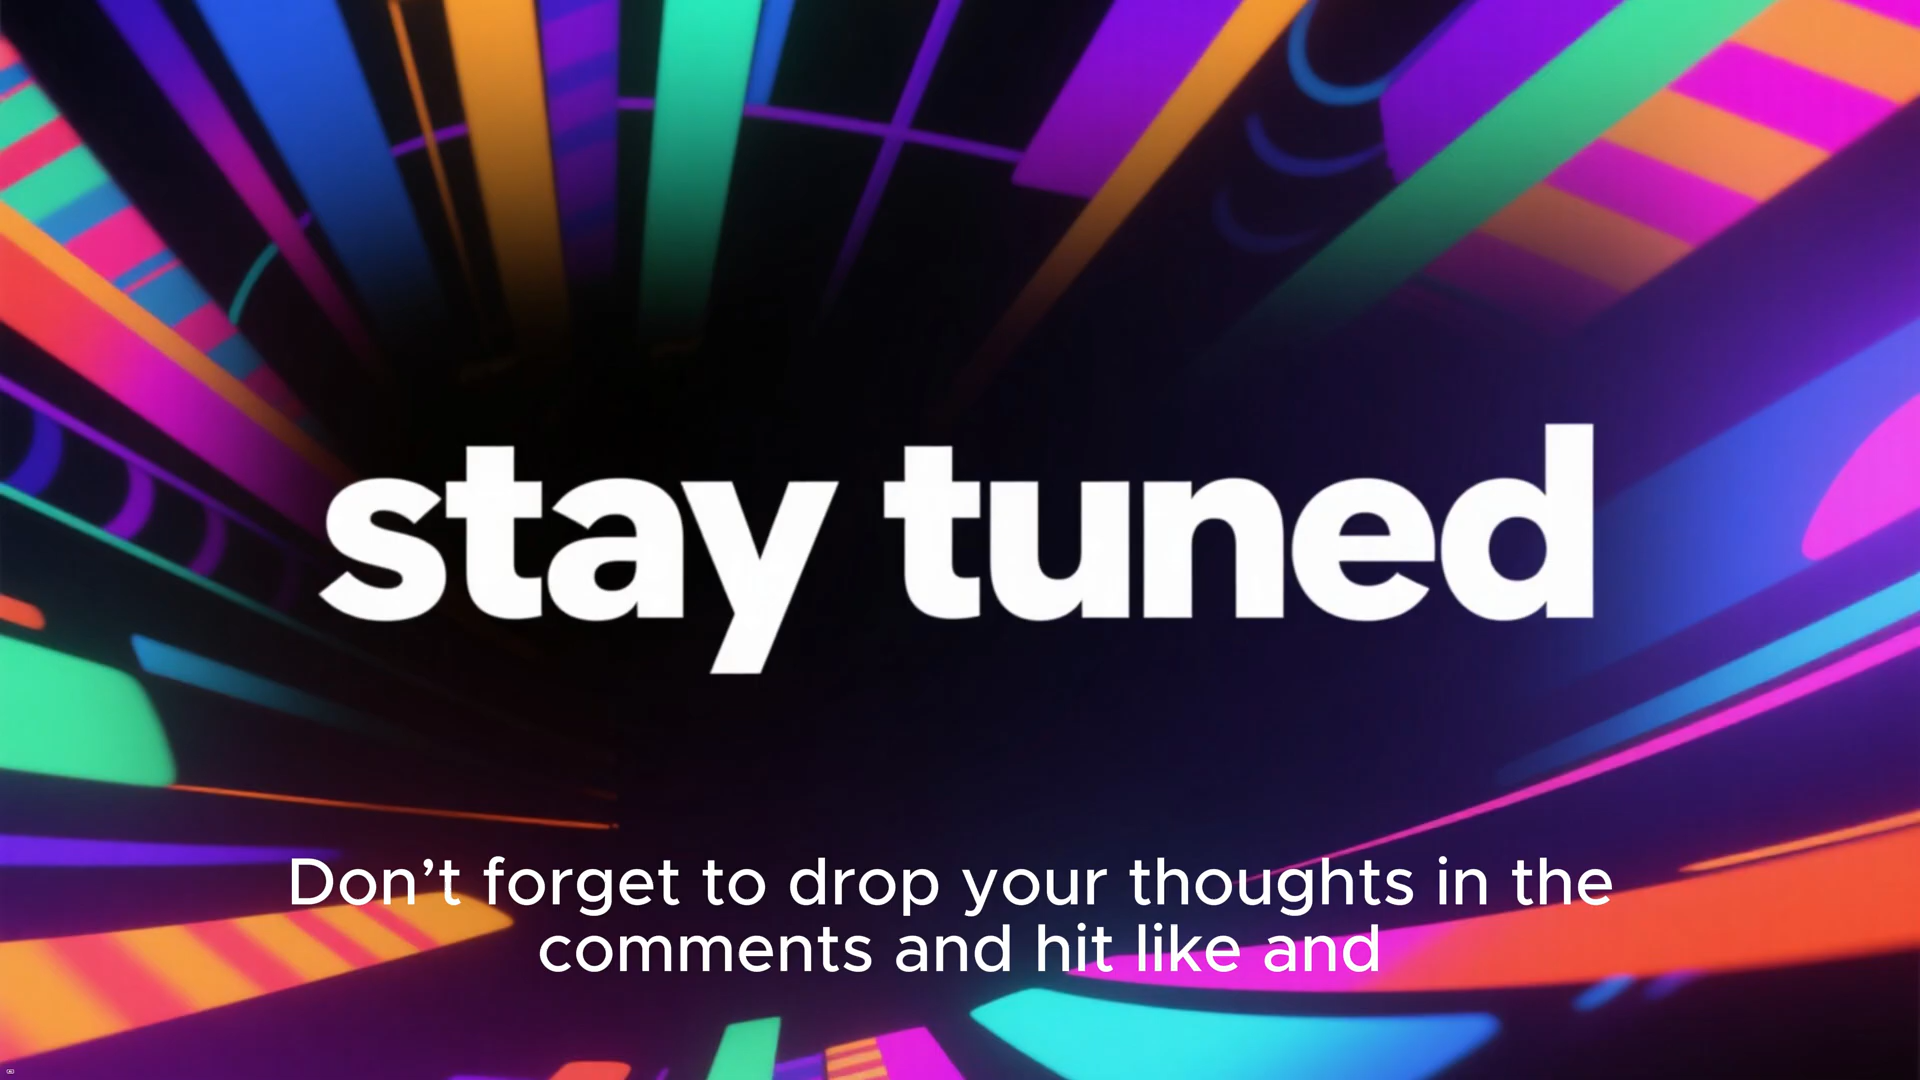 stay tuned
Don’t forget to drop your thoughts in the
comments and hit like and